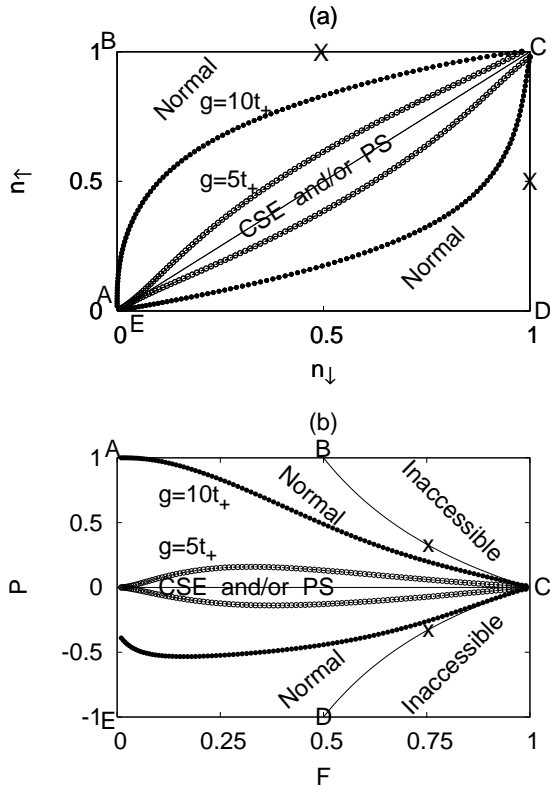 (a)
B
1
X
C
Normal
g=10t₊
n↑
g=5t₊
CSE and/or PS
0.5
X
Normal
A
0
E
D
0
0.5
1
n↓
(b)
A
B
1
g=10t₊
Normal
Inaccessible
0.5
x
g=5t₊
P
0
CSE and/or PS
C
-0.5
x
Normal
Inaccessible
-1
E
D
0
0.25
0.5
0.75
1
F